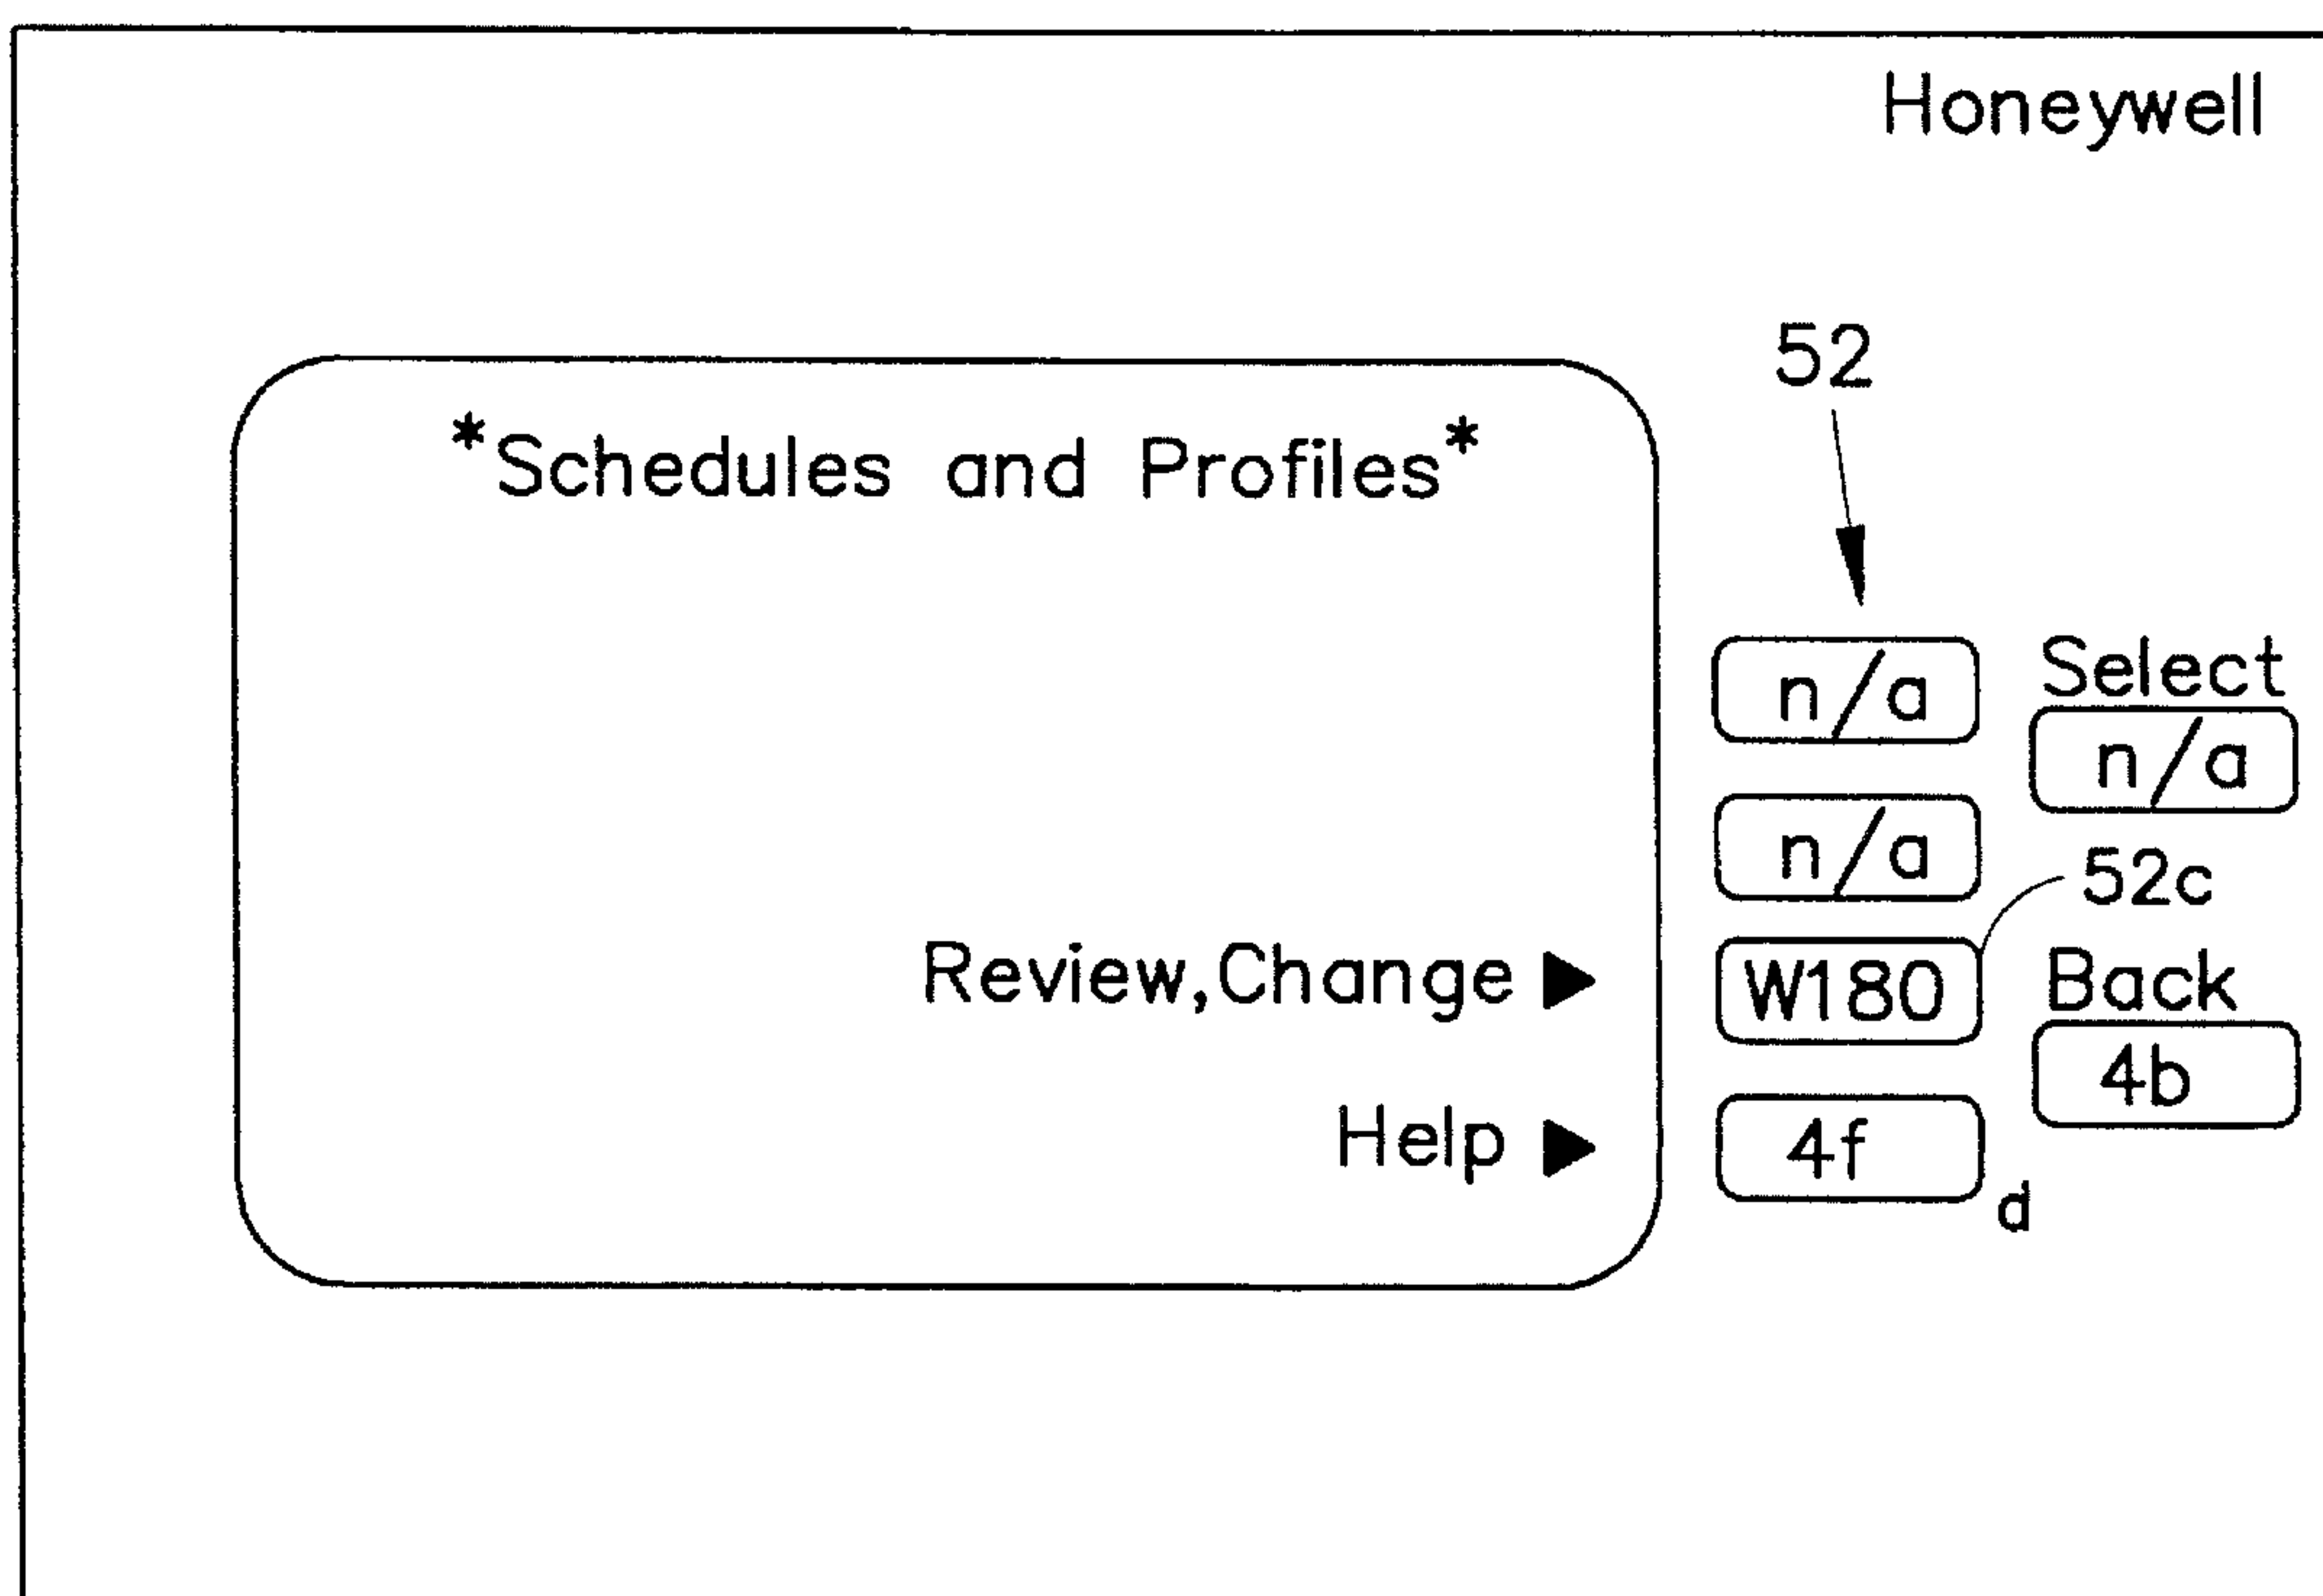 Honeywell
52
*Schedules and Profiles*
n/a Select
n/a
n/a
52c
Review,Change ▶ W180 Back
4b
Help ▶ 4f
d